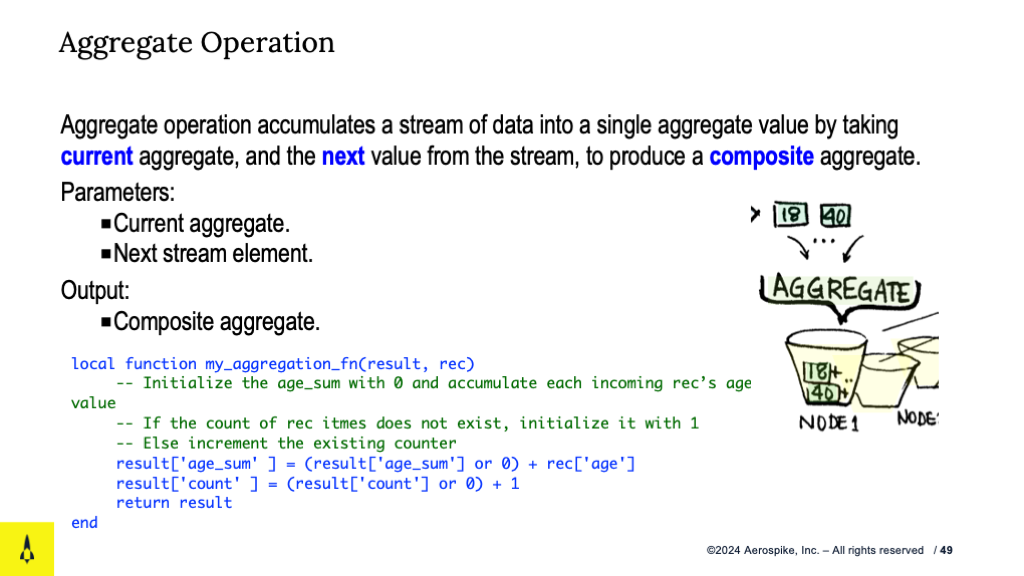 Aggregate Operation
Aggregate operation accumulates a stream of data into a single aggregate value by taking
current aggregate, and the next value from the stream, to produce a composite aggregate.
Parameters:
▪Current aggregate.
▪Next stream element.
Output:
▪Composite aggregate.
18 40
...
AGGREGATE
18+
40+
..
NODE1
NODE
local function my_aggregation_fn(result, rec)
-- Initialize the age_sum with 0 and accumulate each incoming rec’s age
value
-- If the count of rec itmes does not exist, initialize it with 1
-- Else increment the existing counter
result['age_sum' ] = (result['age_sum'] or 0) + rec['age']
result['count' ] = (result['count'] or 0) + 1
return result
end
©2024 Aerospike, Inc. – All rights reserved / 49